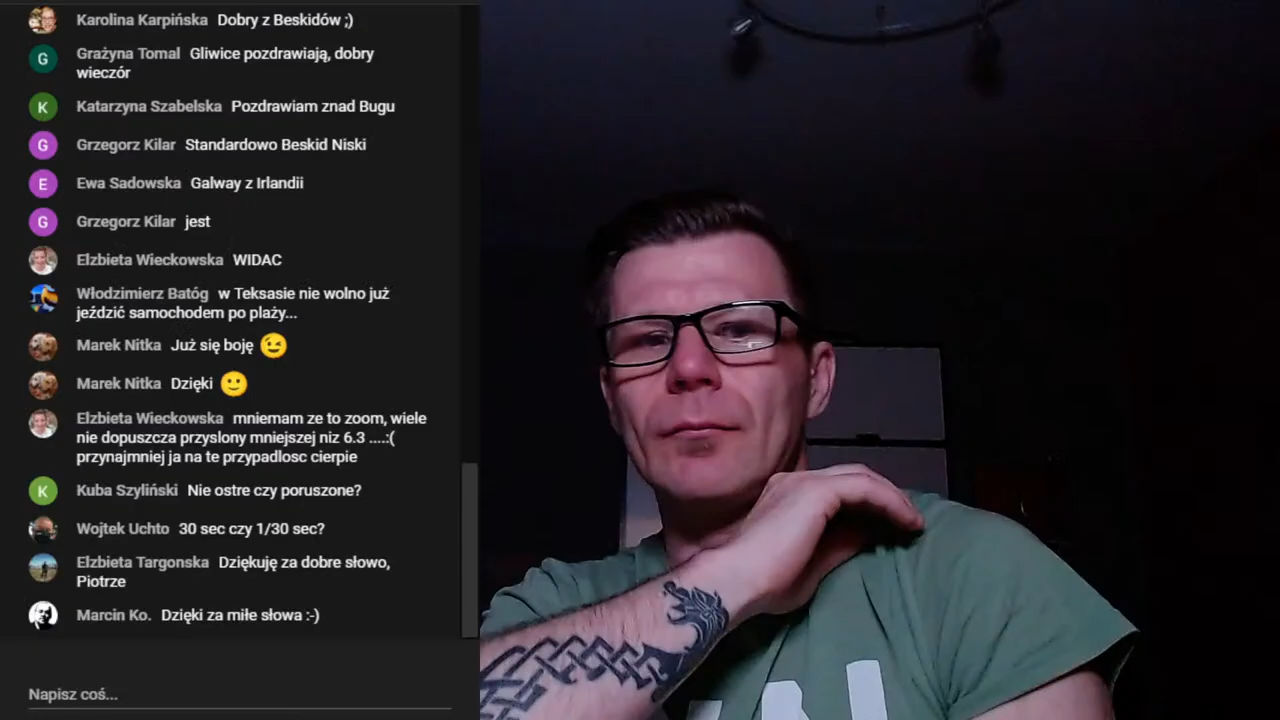 Karolina Karpińska Dobry z Beskidów ;)
G Grażyna Tomal Gliwice pozdrawiają, dobry
wieczór
K Katarzyna Szabelska Pozdrawiam znad Bugu
G Grzegorz Kilar Standardowo Beskid Niski
E Ewa Sadowska Galway z Irlandii
G Grzegorz Kilar jest
Elzbieta Wieckowska WIDAC
Włodzimierz Batóg w Teksasie nie wolno już
jeździć samochodem po plaży...
Marek Nitka Już się boję 😉
Marek Nitka Dzięki 🙂
Elzbieta Wieckowska mniemam ze to zoom, wiele
nie dopuszcza przyslony mniejszej niz 6.3 ....:(
przynajmniej ja na te przypadlosc cierpie
K Kuba Szyliński Nie ostre czy poruszone?
Wojtek Uchto 30 sec czy 1/30 sec?
Elzbieta Targonska Dziękuję za dobre słowo,
Piotrze
Marcin Ko. Dzięki za miłe słowa :-)
Napisz coś...